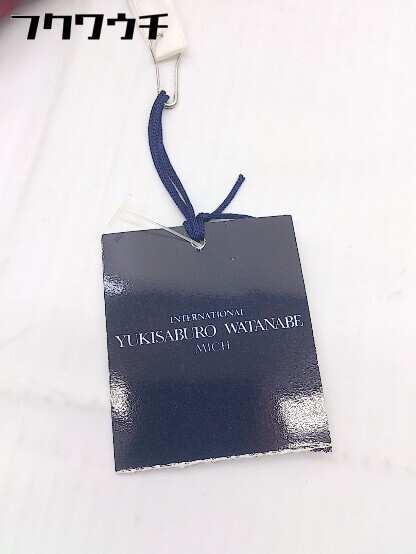 フクワウチ
INTERNATIONAL
YUKISABURO WATANABE
MICH